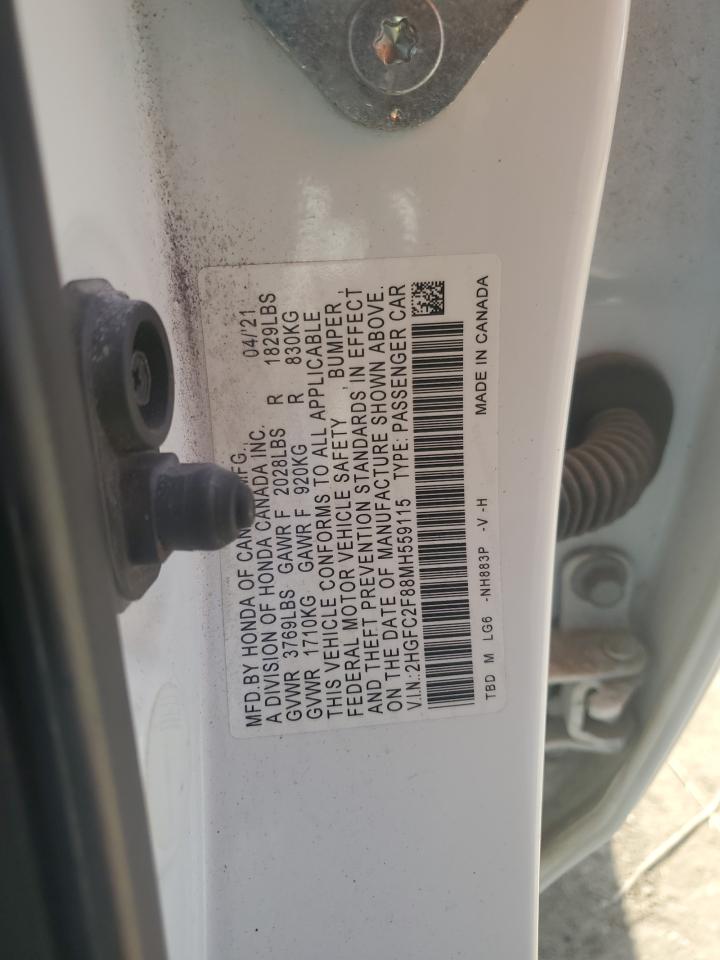 MFD.BY HONDA OF MFG. 04/'21
A DIVISION OF HONDA CANADA INC.
GVWR 3769LBS GAWR F 2028LBS R 1829LBS
GVWR 1710KG GAWR F 920KG R 830KG
THIS VEHICLE CONFORMS TO ALL APPLICABLE
FEDERAL MOTOR VEHICLE SAFETY, BUMPER,
AND THEFT PREVENTION STANDARDS IN EFFECT
ON THE DATE OF MANUFACTURE SHOWN ABOVE.
V.I.N.: 2HGFC2F88MH559115 TYPE: PASSENGER CAR
TBD M LG6 -NH883P -V -H MADE IN CANADA